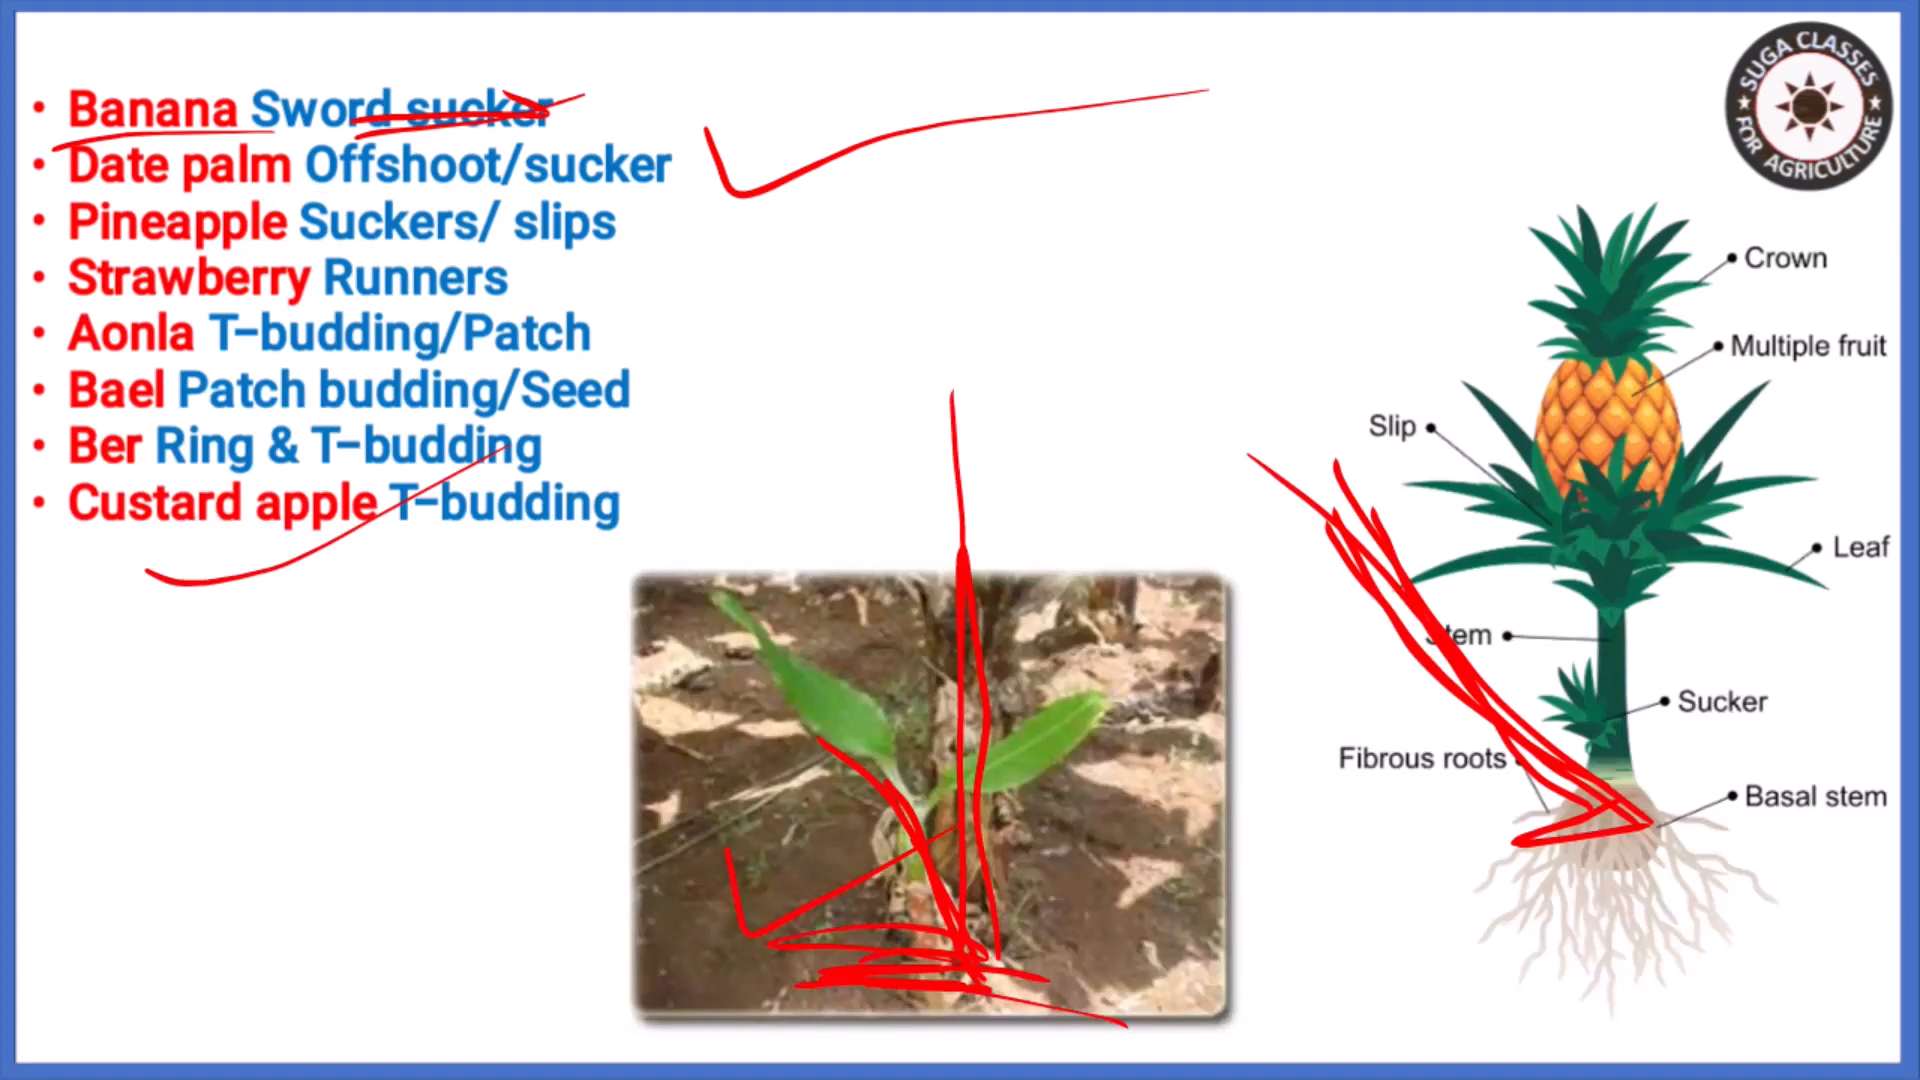 • Banana Sword sucker
• Date palm Offshoot/sucker
• Pineapple Suckers/ slips
• Strawberry Runners
• Aonla T-budding/Patch
• Bael Patch budding/Seed
• Ber Ring & T-budding
• Custard apple T-budding
SUGA CLASSES
FOR AGRICULTURE
Crown
Multiple fruit
Slip
Leaf
Stem
Sucker
Fibrous roots
Basal stem